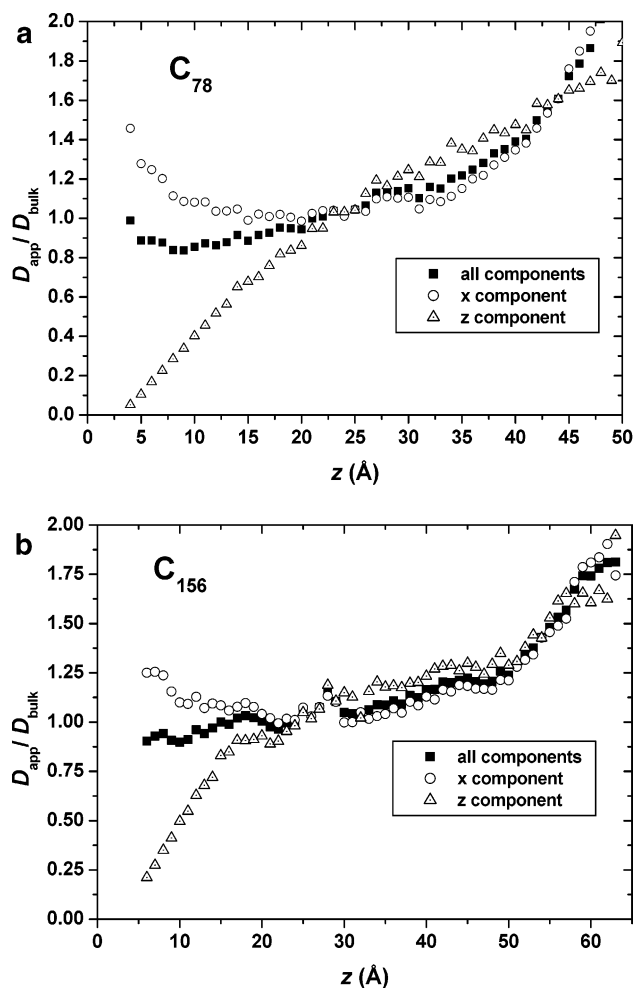 a
C78
2.0
1.8
1.6
1.4
1.2
1.0
0.8
0.6
0.4
0.2
0.0
Dapp/Dbulk
all components
x component
z component
0 5 10 15 20 25 30 35 40 45 50
z (Å)
b
C156
2.00
1.75
1.50
1.25
1.00
0.75
0.50
0.25
0.00
Dapp/Dbulk
all components
x component
z component
0 10 20 30 40 50 60
z (Å)